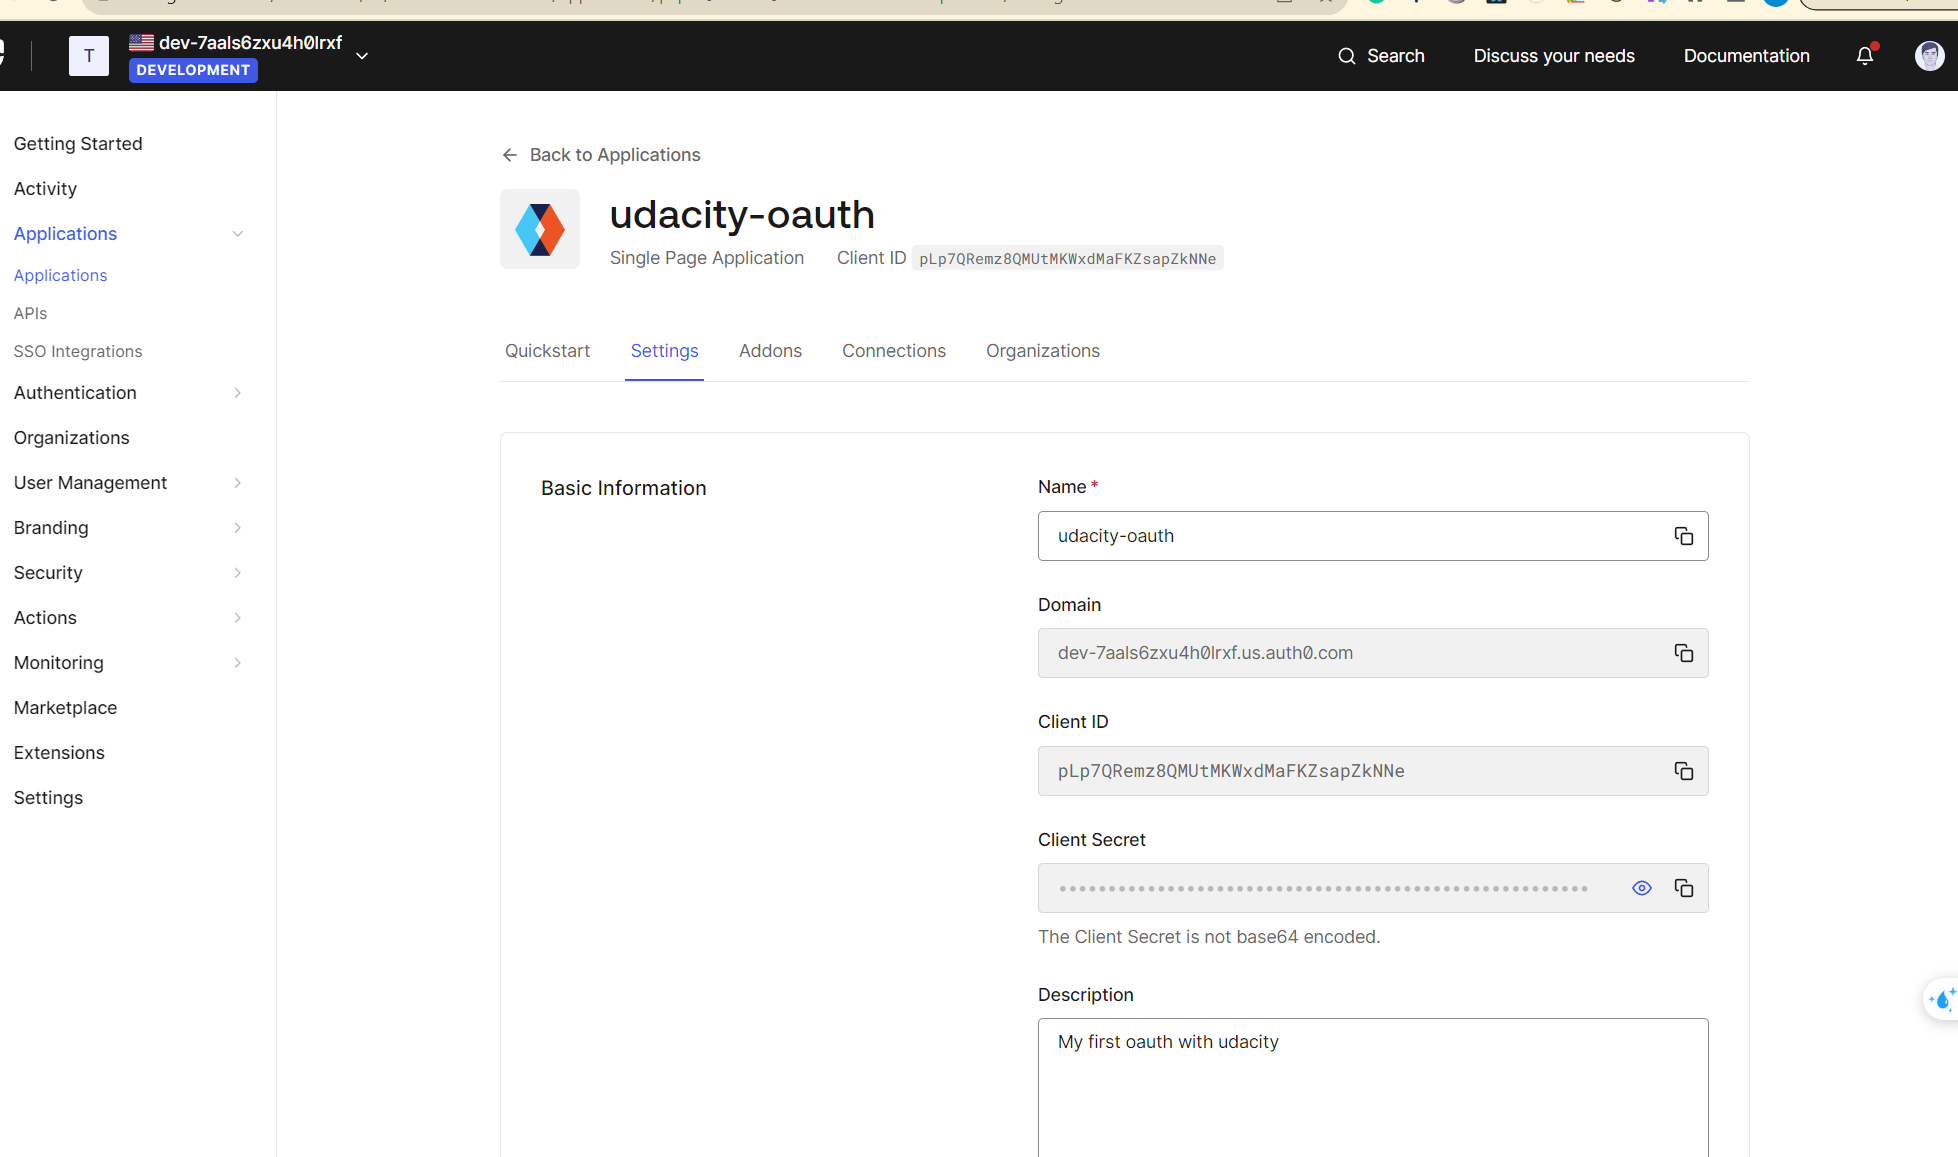 T
dev-7aals6zxu4h0lrxf
DEVELOPMENT
Search
Discuss your needs
Documentation
Getting Started
Activity
Applications
Applications
APIs
SSO Integrations
Authentication
Organizations
User Management
Branding
Security
Actions
Monitoring
Marketplace
Extensions
Settings
Back to Applications
udacity-oauth
Single Page Application
Client ID pLp7QRemz8QMUtMKWxdMaFKZsapZkNNe
Quickstart
Settings
Addons
Connections
Organizations
Basic Information
Name *
udacity-oauth
Domain
dev-7aals6zxu4h0lrxf.us.auth0.com
Client ID
pLp7QRemz8QMUtMKWxdMaFKZsapZkNNe
Client Secret
The Client Secret is not base64 encoded.
Description
My first oauth with udacity